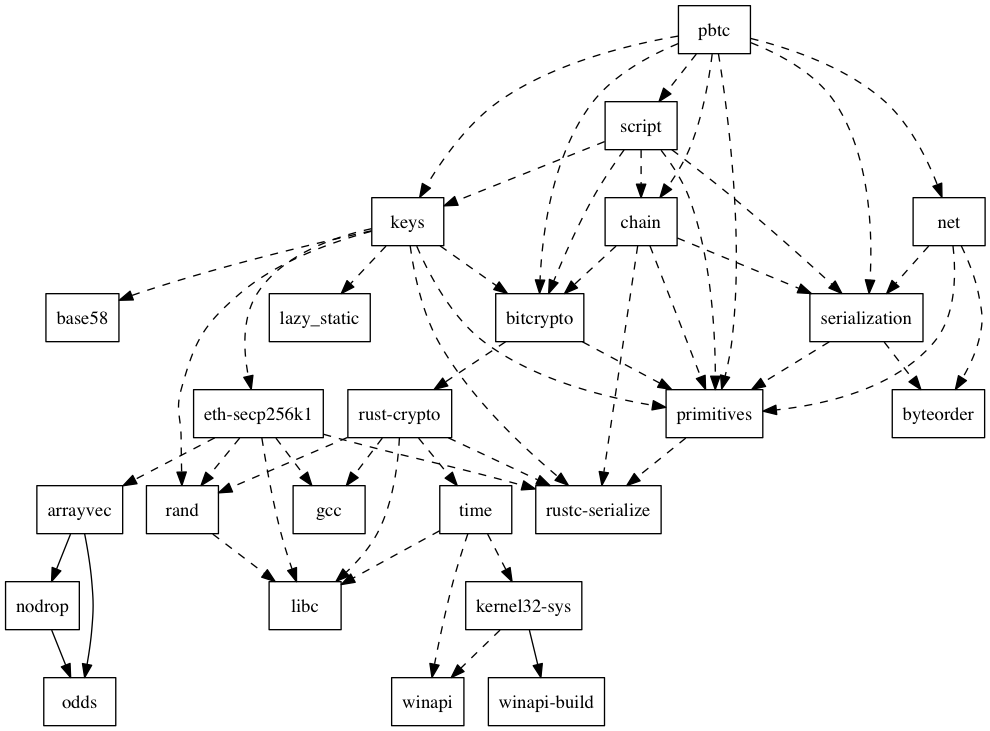 pbtc
script
keys
chain
net
base58
lazy_static
bitcrypto
serialization
eth-secp256k1
rust-crypto
primitives
byteorder
arrayvec
rand
gcc
time
rustc-serialize
nodrop
libc
kernel32-sys
odds
winapi
winapi-build